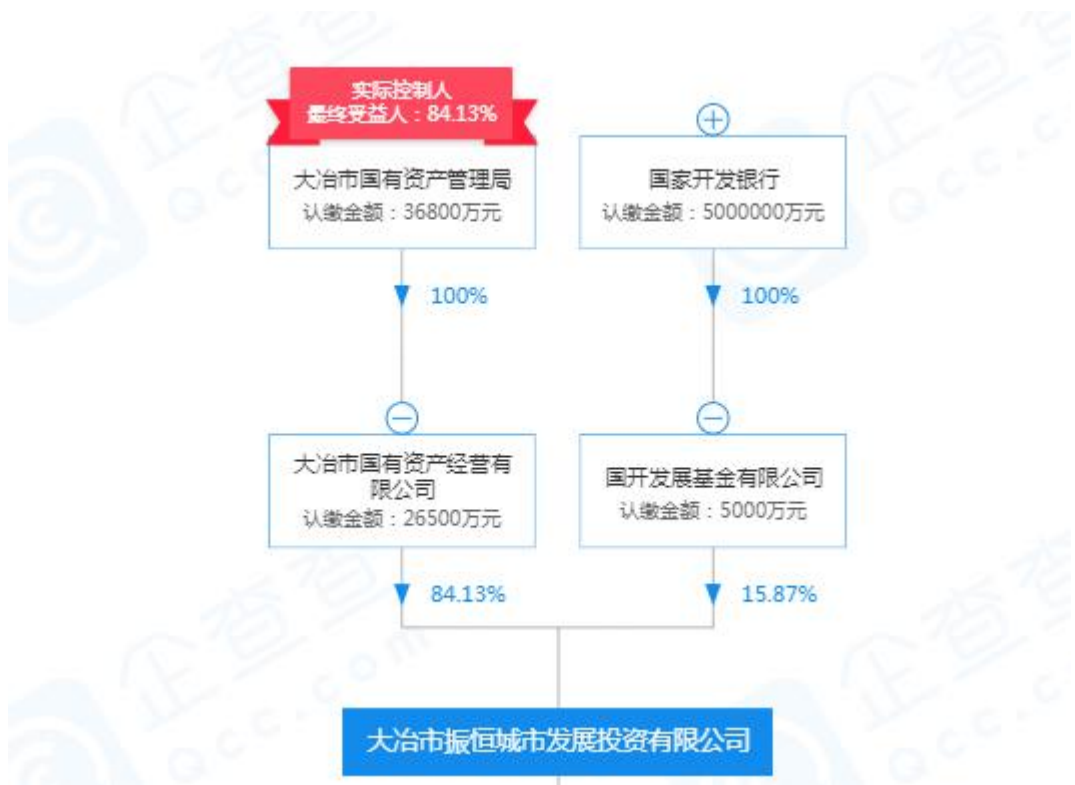 实际控制人
最终受益人：84.13%
大冶市国有资产管理局
认缴金额：36800万元
国家开发银行
认缴金额：5000000万元
100%
100%
大冶市国有资产经营有
限公司
认缴金额：26500万元
国开发展基金有限公司
认缴金额：5000万元
84.13%
15.87%
大冶市振恒城市发展投资有限公司
企查查
Qcc.com